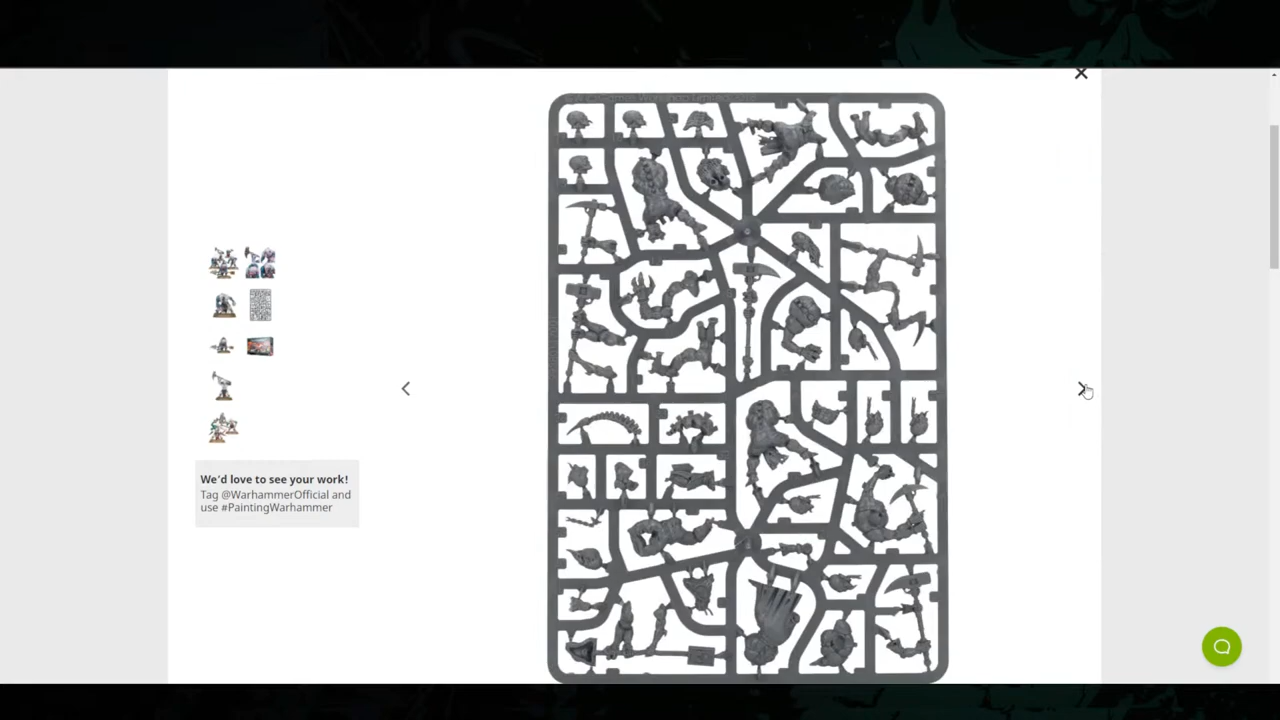 We'd love to see your work!
Tag @WarhammerOfficial and
use #PaintingWarhammer